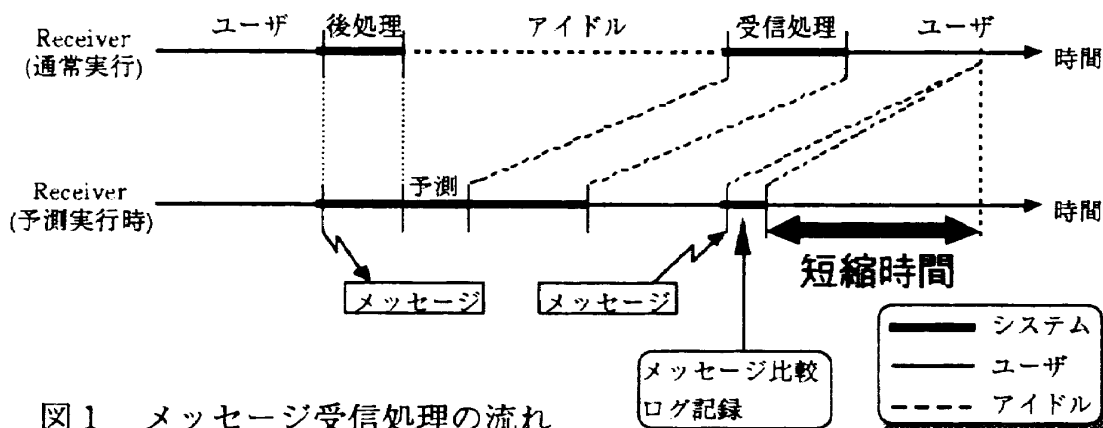 ユーザ 後処理 アイドル 受信処理 ユーザ
Receiver
(通常実行)
時間
予測
Receiver
(予測実行時)
時間
短縮時間
メッセージ
メッセージ
メッセージ比較
ログ記録
システム
ユーザ
アイドル
図1 メッセージ受信処理の流れ